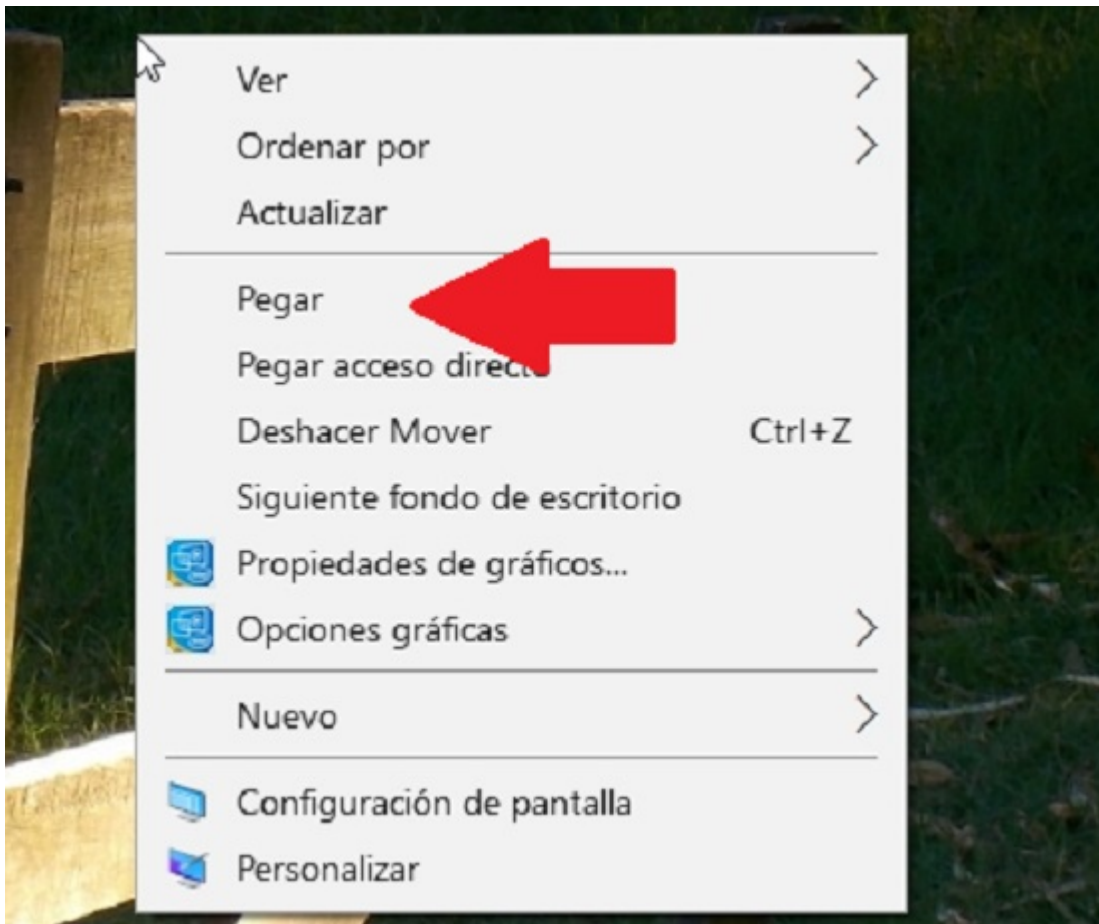 Ver
Ordenar por
Actualizar
Pegar
Pegar acceso directo
Deshacer Mover Ctrl+Z
Siguiente fondo de escritorio
Propiedades de gráficos...
Opciones gráficas
Nuevo
Configuración de pantalla
Personalizar